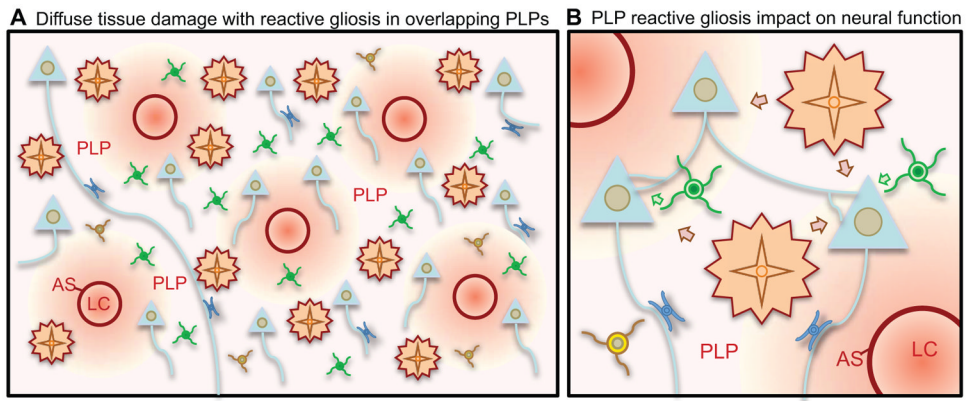 A Diffuse tissue damage with reactive gliosis in overlapping PLPs
PLP
PLP
PLP
AS
LC
B PLP reactive gliosis impact on neural function
PLP
AS
LC